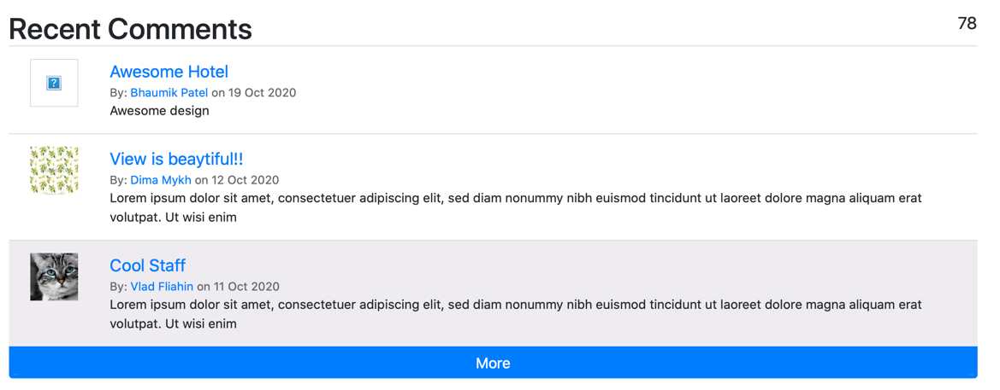 Recent Comments 78
Awesome Hotel
By: Bhaumik Patel on 19 Oct 2020
Awesome design
View is beaytiful!!
By: Dima Mykh on 12 Oct 2020
Lorem ipsum dolor sit amet, consectetuer adipiscing elit, sed diam nonummy nibh euismod tincidunt ut laoreet dolore magna aliquam erat
volutpat. Ut wisi enim
Cool Staff
By: Vlad Fliahin on 11 Oct 2020
Lorem ipsum dolor sit amet, consectetuer adipiscing elit, sed diam nonummy nibh euismod tincidunt ut laoreet dolore magna aliquam erat
volutpat. Ut wisi enim
More